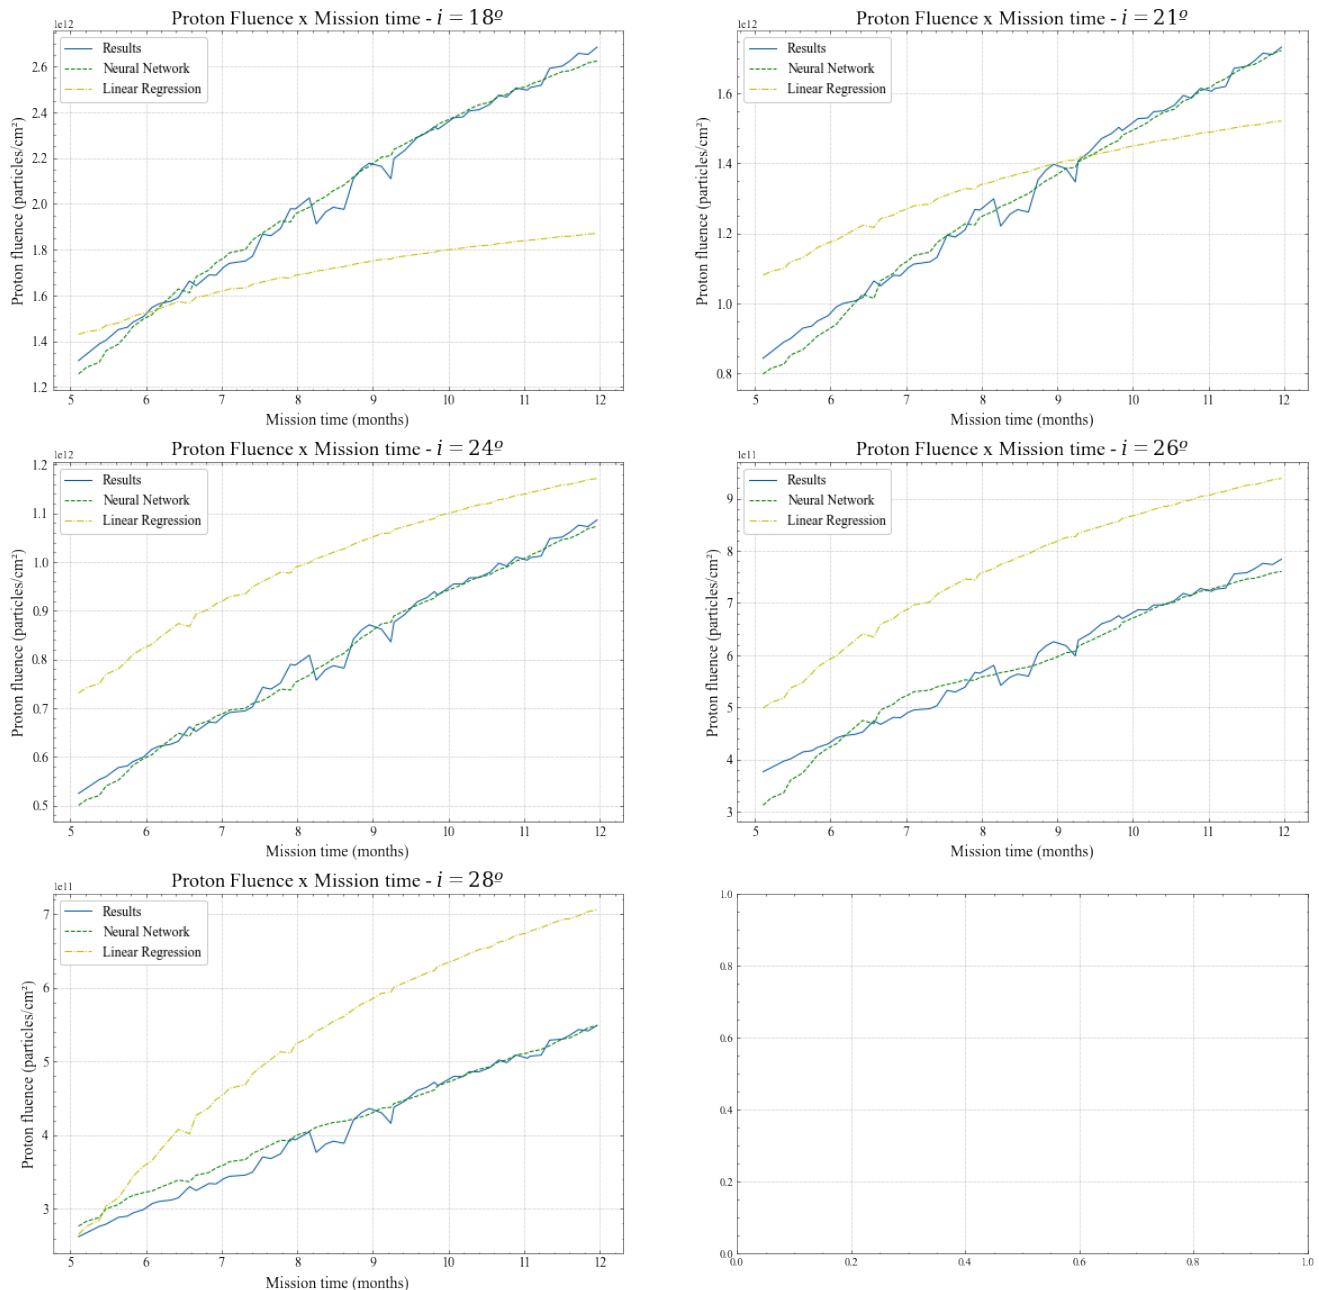 Proton Fluence x Mission time - i = 18º
1e12
Results
Neural Network
Linear Regression
2.6
2.4
2.2
2.0
1.8
1.6
1.4
1.2
Proton fluence (particles/cm²)
5 6 7 8 9 10 11 12
Mission time (months)
Proton Fluence x Mission time - i = 21º
1e12
Results
Neural Network
Linear Regression
1.6
1.4
1.2
1.0
0.8
Proton fluence (particles/cm²)
5 6 7 8 9 10 11 12
Mission time (months)
Proton Fluence x Mission time - i = 24º
1e12
Results
Neural Network
Linear Regression
1.2
1.1
1.0
0.9
0.8
0.7
0.6
0.5
Proton fluence (particles/cm²)
5 6 7 8 9 10 11 12
Mission time (months)
Proton Fluence x Mission time - i = 26º
1e11
Results
Neural Network
Linear Regression
9
8
7
6
5
4
3
Proton fluence (particles/cm²)
5 6 7 8 9 10 11 12
Mission time (months)
Proton Fluence x Mission time - i = 28º
1e11
Results
Neural Network
Linear Regression
7
6
5
4
3
Proton fluence (particles/cm²)
5 6 7 8 9 10 11 12
Mission time (months)
1.0
0.8
0.6
0.4
0.2
0.0
0.0 0.2 0.4 0.6 0.8 1.0